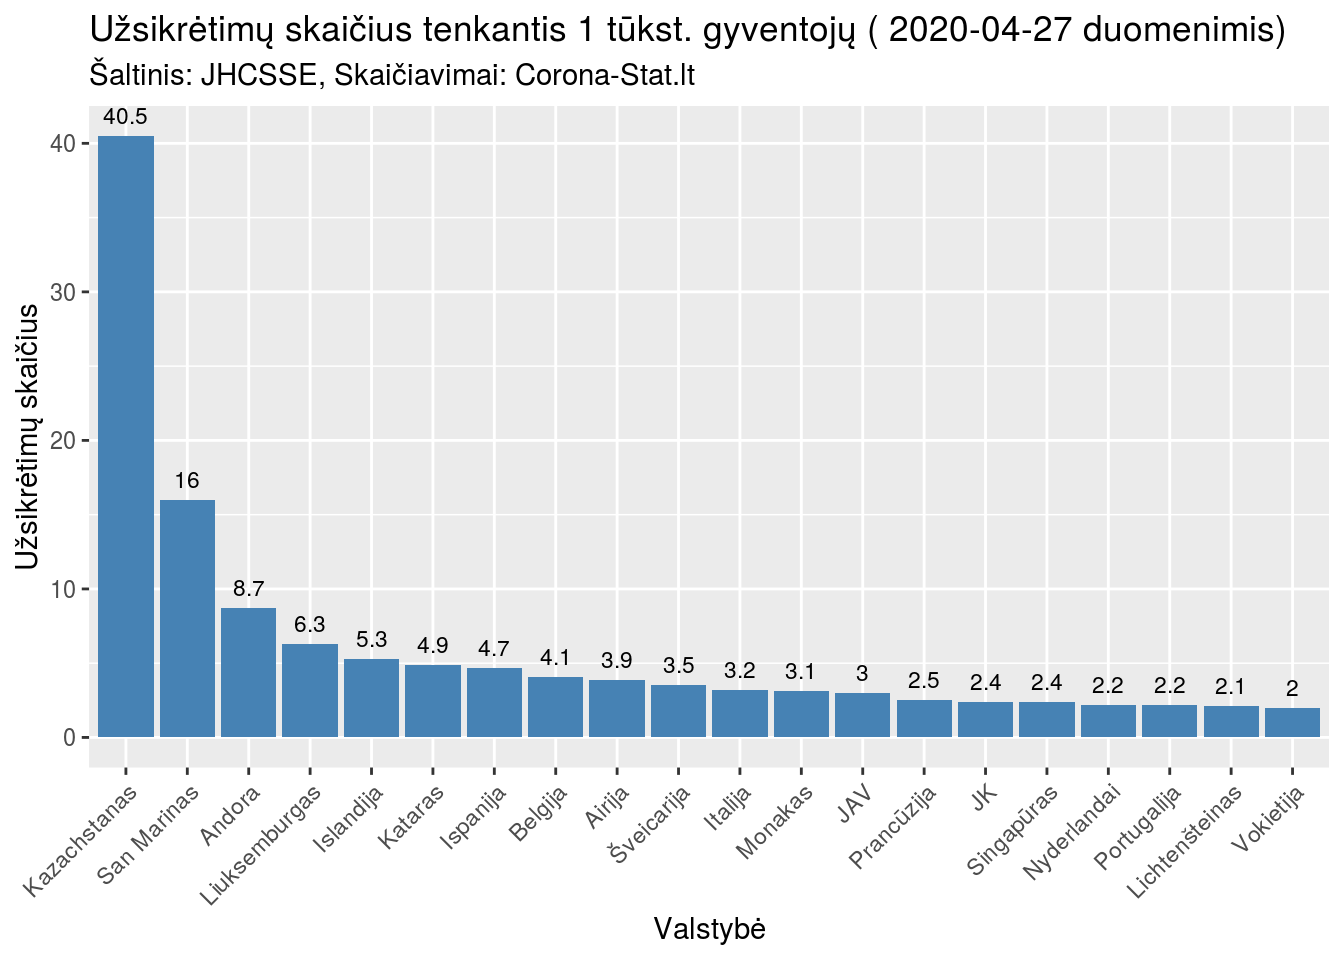 Užsikrėtimų skaičius tenkantis 1 tūkst. gyventojų ( 2020-04-27 duomenimis)
Šaltinis: JHCSSE, Skaičiavimai: Corona-Stat.lt
Užsikrėtimų skaičius
40
30
20
10
0
40.5
16
8.7
6.3
5.3
4.9
4.7
4.1
3.9
3.5
3.2
3.1
3
2.5
2.4
2.4
2.2
2.2
2.1
2
Kazachstanas
San Marinas
Andora
Liuksemburgas
Islandija
Kataras
Ispanija
Belgija
Airija
Šveicarija
Italija
Monakas
JAV
Prancūzija
JK
Singapūras
Nyderlandai
Portugalija
Lichtenšteinas
Vokietija
Valstybė